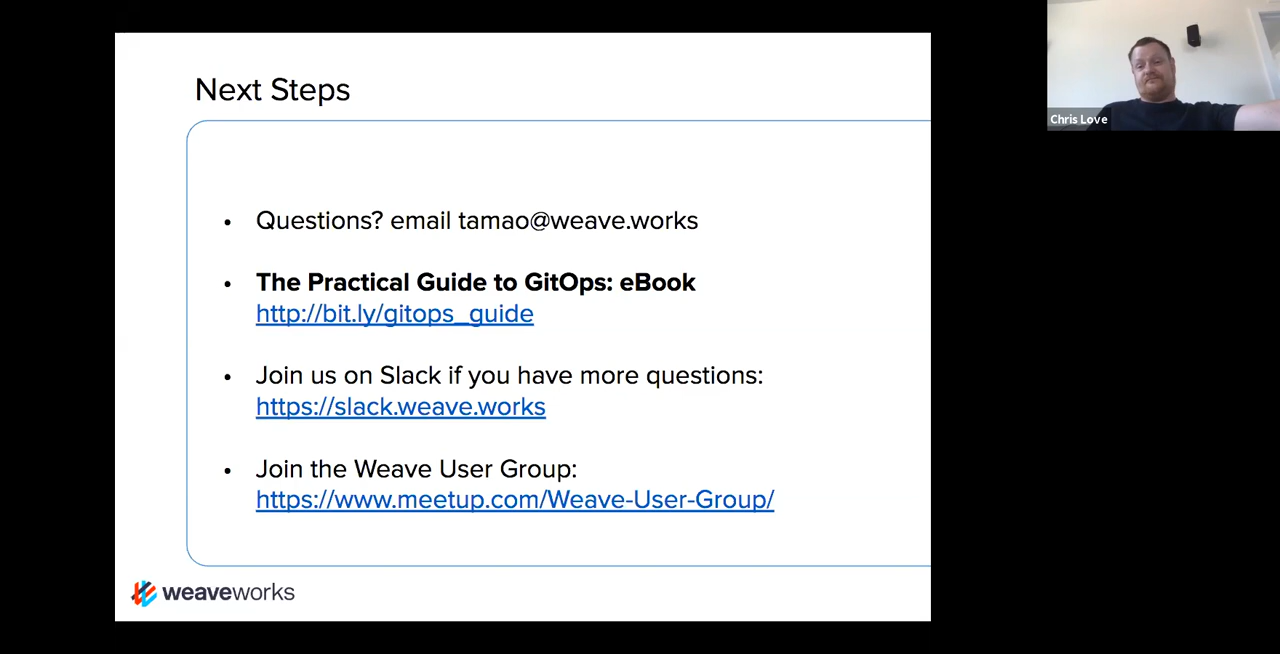 Next Steps
• Questions? email tamao@weave.works
• The Practical Guide to GitOps: eBook
http://bit.ly/gitops_guide
• Join us on Slack if you have more questions:
https://slack.weave.works
• Join the Weave User Group:
https://www.meetup.com/Weave-User-Group/
weaveworks
Chris Love